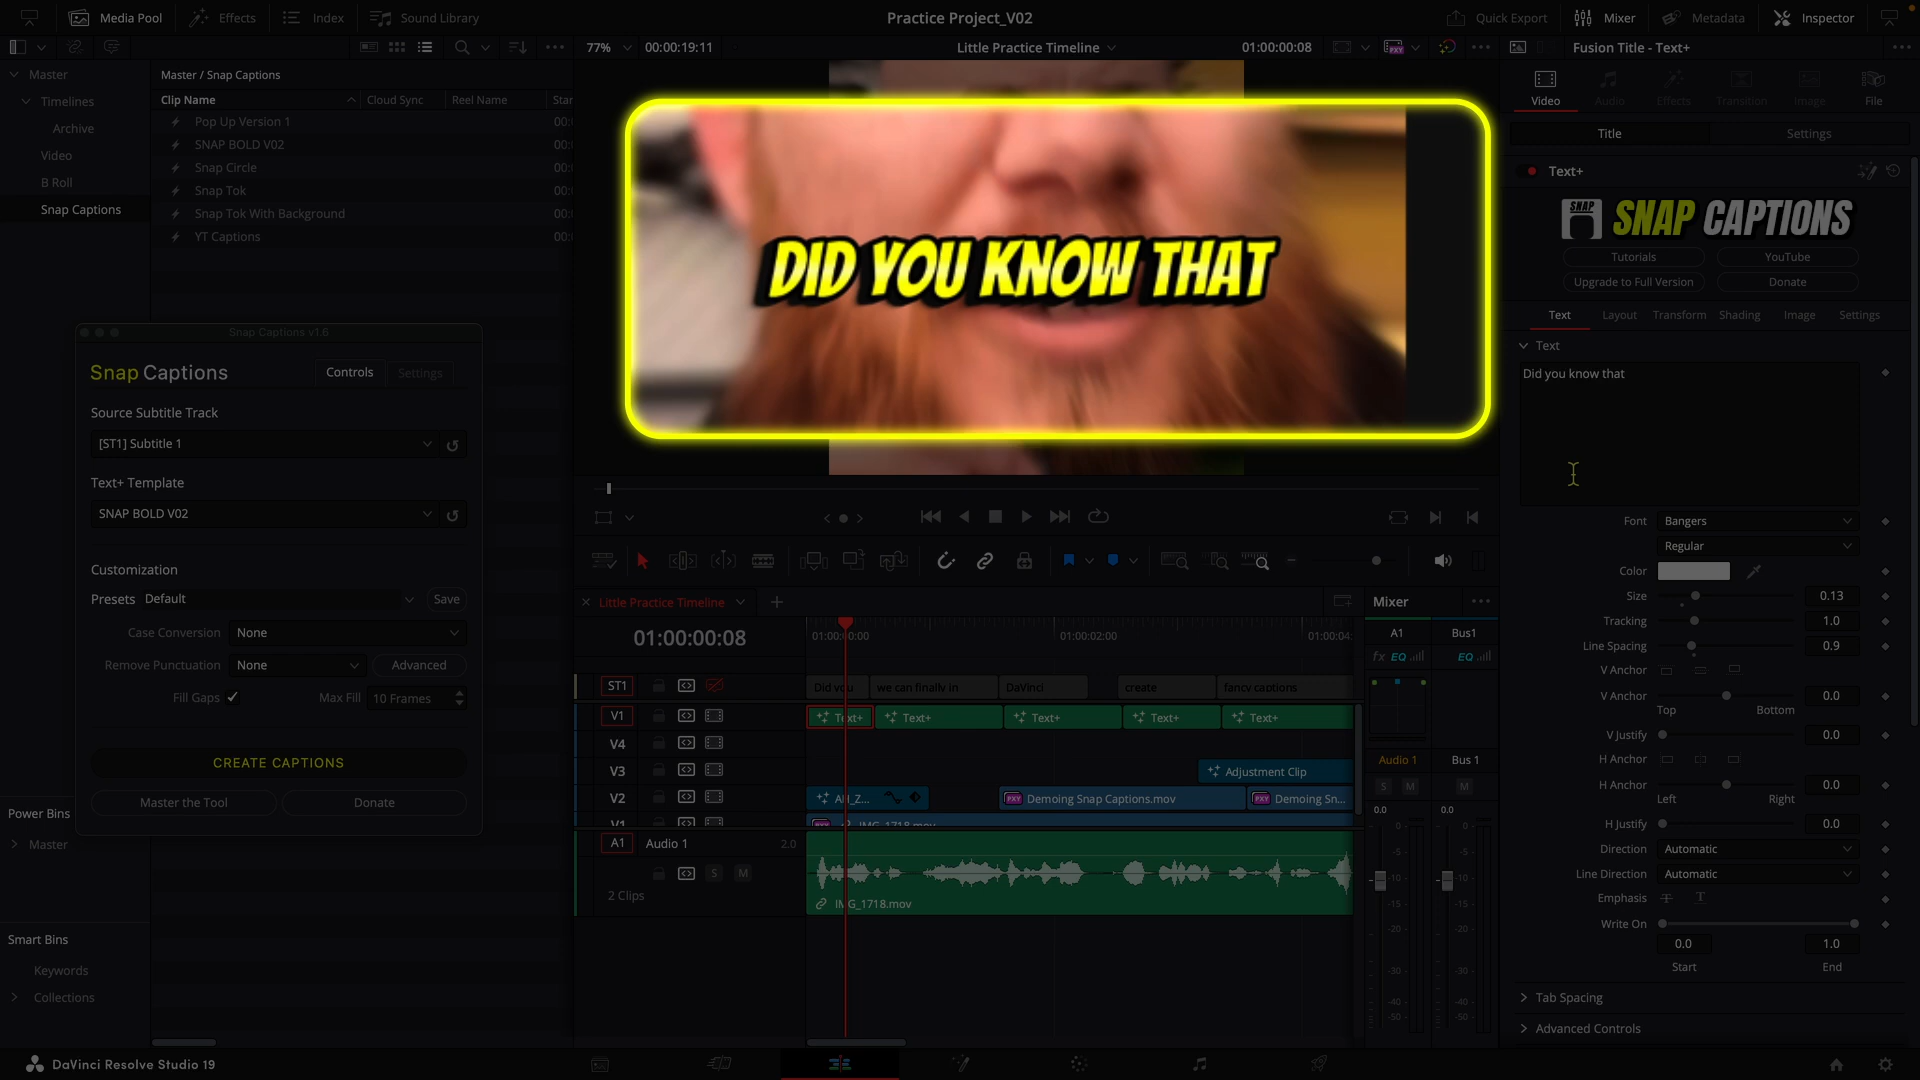 Media Pool
Effects
Index
Sound Library
Practice Project_V02
Quick Export
Mixer
Metadata
Inspector
77%
00:00:19:11
Little Practice Timeline
01:00:00:08
Fusion Title - Text+
Master
Timelines
Archive
Video
B Roll
Snap Captions
Master / Snap Captions
Clip Name
Cloud Sync
Reel Name
Pop Up Version 1
SNAP BOLD V02
Snap Circle
Snap Tok
Snap Tok With Background
YT Captions
DID YOU KNOW THAT
Video
Audio
Effects
Transition
Image
File
Title
Settings
Text+
SNAP
SNAP CAPTIONS
Tutorials
YouTube
Upgrade to Full Version
Donate
Text
Layout
Transform
Shading
Image
Settings
Text
Did you know that
Font
Bangers
Regular
Color
Size
0.13
Tracking
1.0
Line Spacing
0.9
V Anchor
V Anchor
0.0
Top
Bottom
V Justify
0.0
H Anchor
H Anchor
0.0
Left
Right
H Justify
0.0
Direction
Automatic
Line Direction
Automatic
Emphasis
Write On
0.0
1.0
Start
End
Tab Spacing
Advanced Controls
Snap Captions v1.6
Snap Captions
Controls
Settings
Source Subtitle Track
[ST1] Subtitle 1
Text+ Template
SNAP BOLD V02
Customization
Presets
Default
Save
Case Conversion
None
Remove Punctuation
None
Advanced
Fill Gaps
Max Fill
10 Frames
CREATE CAPTIONS
Master the Tool
Donate
Power Bins
Master
Smart Bins
Keywords
Collections
Little Practice Timeline
01:00:00:08
01:00:00:00
01:00:02:00
01:00:04:
ST1
Did you
we can finally in
DaVinci
create
fancy captions
V1
Text+
Text+
Text+
Text+
Text+
V4
V3
Adjustment Clip
V2
Demoing Snap Captions.mov
Demoing Sn...
V1
IMG_1718.mov
A1
Audio 1
2.0
S
M
2 Clips
IMG_1718.mov
Mixer
A1
Bus1
fx EQ
EQ
Audio 1
Bus 1
S
M
M
0.0
0.0
DaVinci Resolve Studio 19